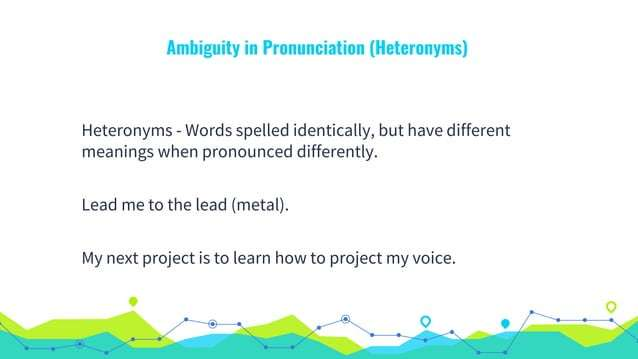 Ambiguity in Pronunciation (Heteronyms)
Heteronyms - Words spelled identically, but have different
meanings when pronounced differently.
Lead me to the lead (metal).
My next project is to learn how to project my voice.